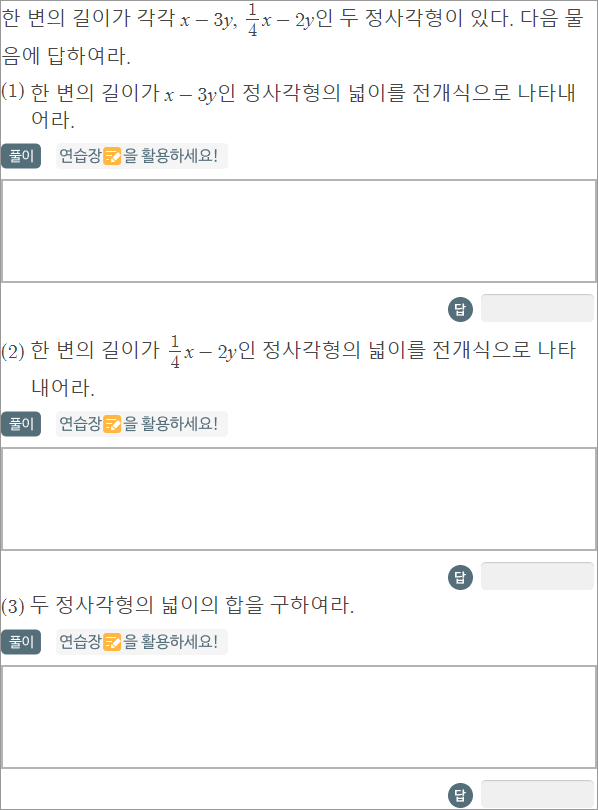 한 변의 길이가 각각 x − 3y, 1/4 x − 2y인 두 정사각형이 있다. 다음 물
음에 답하여라.
(1) 한 변의 길이가 x − 3y인 정사각형의 넓이를 전개식으로 나타내
어라.
풀이 연습장을 활용하세요!
답
(2) 한 변의 길이가 1/4 x − 2y인 정사각형의 넓이를 전개식으로 나타
내어라.
풀이 연습장을 활용하세요!
답
(3) 두 정사각형의 넓이의 합을 구하여라.
풀이 연습장을 활용하세요!
답